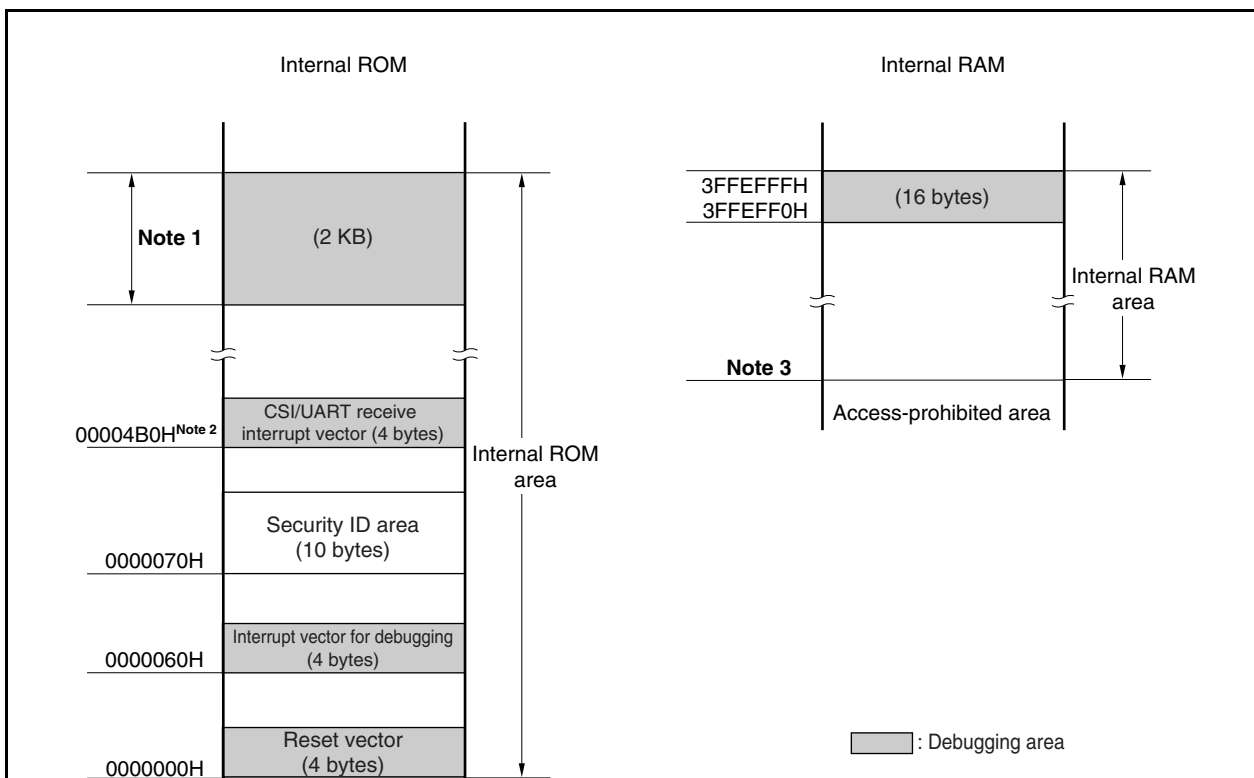 Internal ROM
Note 1
(2 KB)
CSI/UART receive
interrupt vector (4 bytes)
00004B0H Note 2
Internal ROM
area
Security ID area
(10 bytes)
0000070H
Interrupt vector for debugging
(4 bytes)
0000060H
Reset vector
(4 bytes)
0000000H
Internal RAM
3FFEFFFH
3FFEFF0H
(16 bytes)
Internal RAM
area
Note 3
Access-prohibited area
: Debugging area